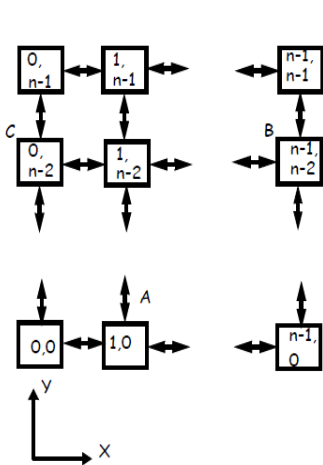 0,
n-1
1,
n-1
n-1,
n-1
C
0,
n-2
1,
n-2
B
n-1,
n-2
A
0,0
1,0
n-1,
0
Y
X